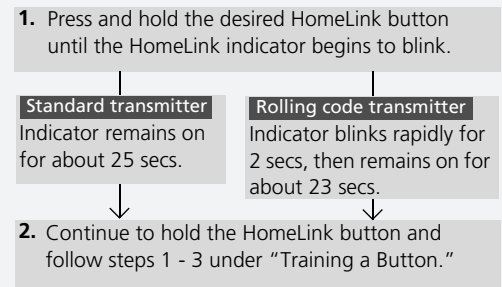 1. Press and hold the desired HomeLink button
until the HomeLink indicator begins to blink.
Standard transmitter
Indicator remains on
for about 25 secs.
Rolling code transmitter
Indicator blinks rapidly for
2 secs, then remains on for
about 23 secs.
2. Continue to hold the HomeLink button and
follow steps 1 - 3 under “Training a Button.”